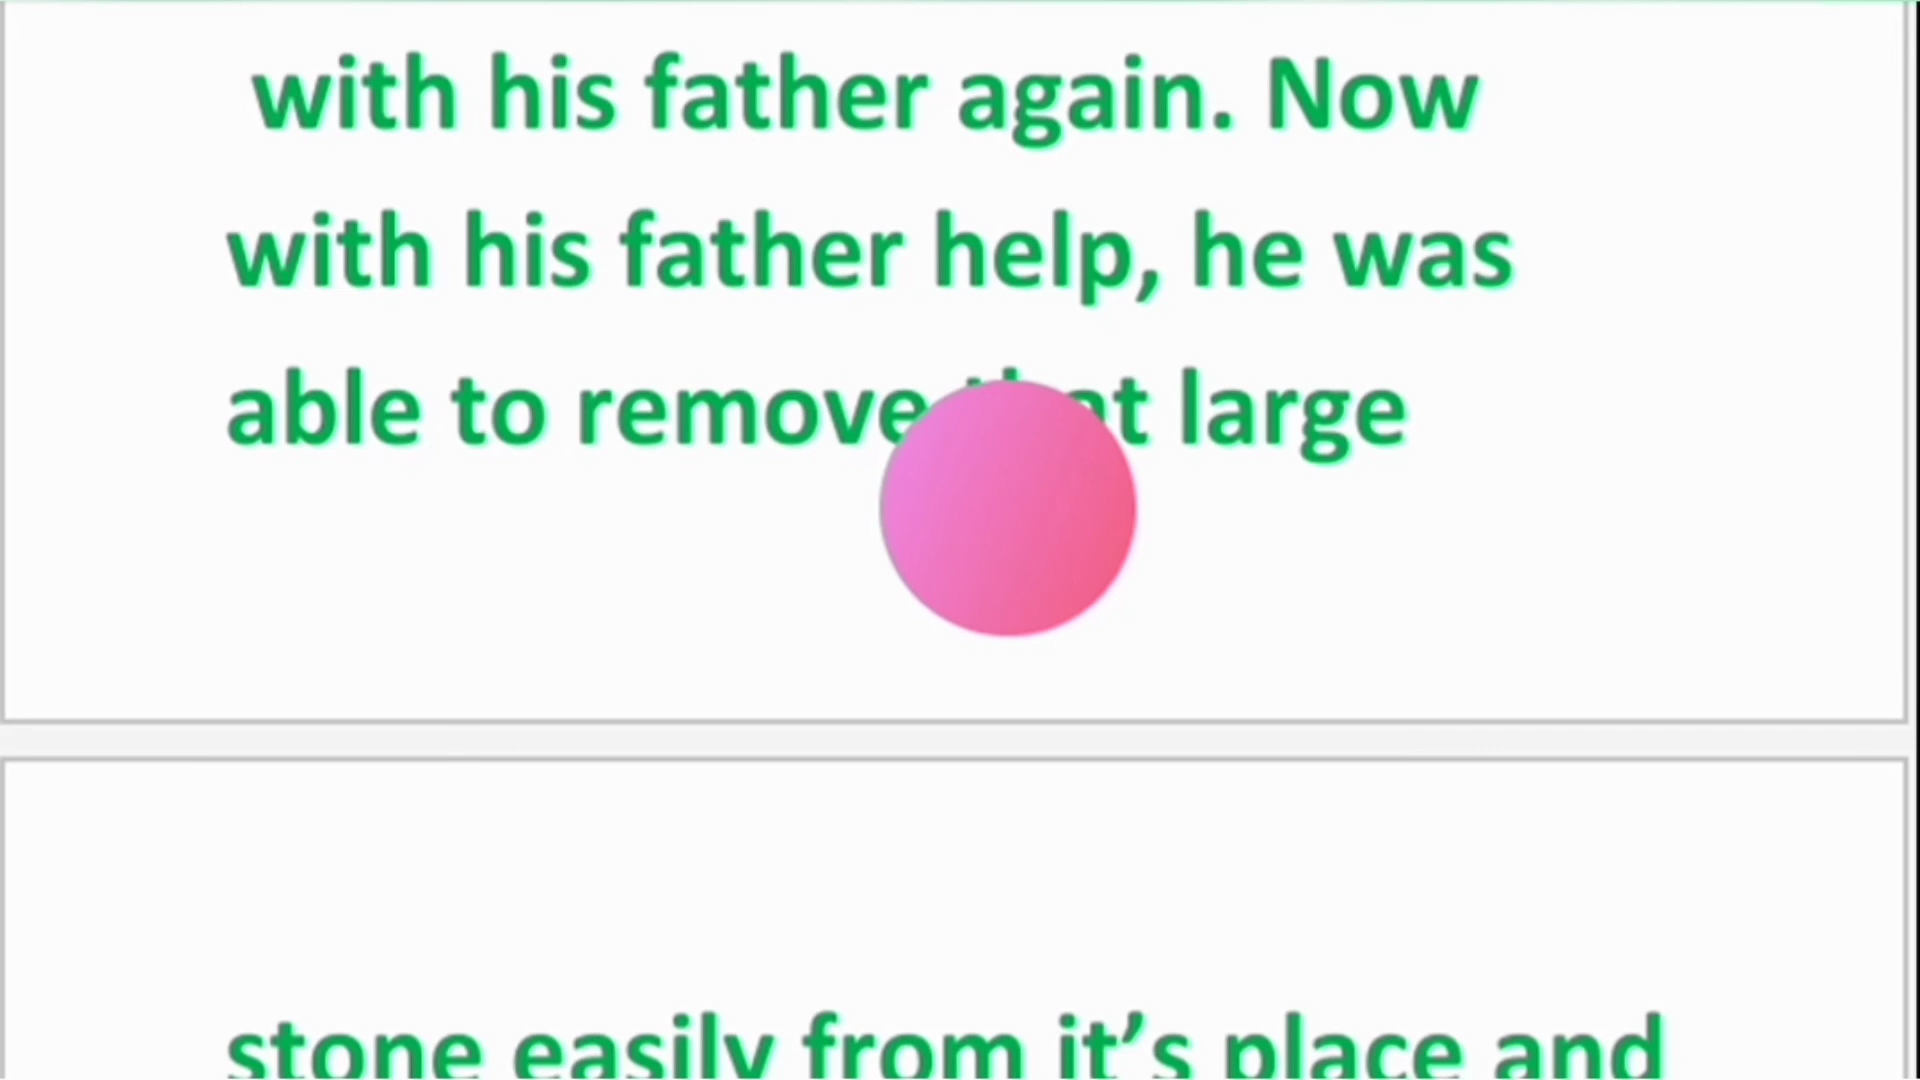 with his father again. Now
with his father help, he was
able to remove that large
stone easily from it’s place and